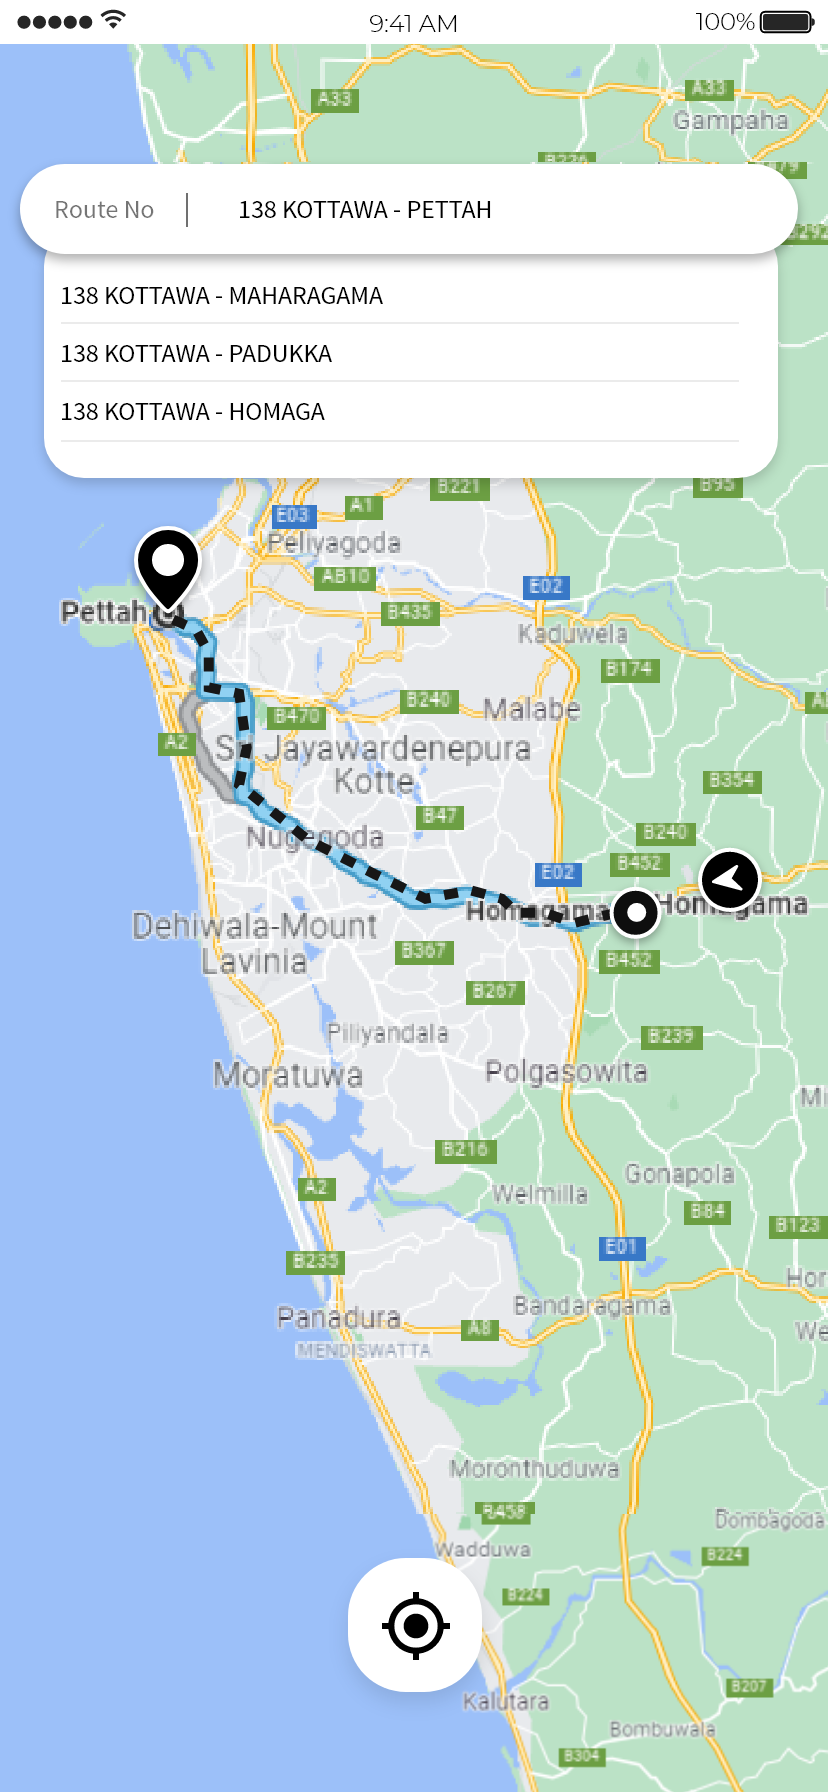 9:41 AM
100%
A33
A33
Gampaha
Route No
138 KOTTAWA - PETTAH
138 KOTTAWA - MAHARAGAMA
138 KOTTAWA - PADUKKA
138 KOTTAWA - HOMAGA
B221
B95
A1
E03
Peliyagoda
AB10
E02
Pettah
B435
Kaduwela
B174
B240
Malabe
B470
A2
Sri Jayawardenepura
Kotte
B354
B47
B240
Nugegoda
B452
E02
Homagama
Homagama
Dehiwala-Mount
Lavinia
B367
B452
B267
Piliyandala
B239
Moratuwa
Polgasowita
B216
Gonapola
A2
Welmilla
B84
B123
E01
B235
Bandaragama
Panadura
A8
MENDISWATTA
Moronthuduwa
B458
Dombagoda
Wadduwa
B224
B224
B207
Kalutara
Bombuwala
B304